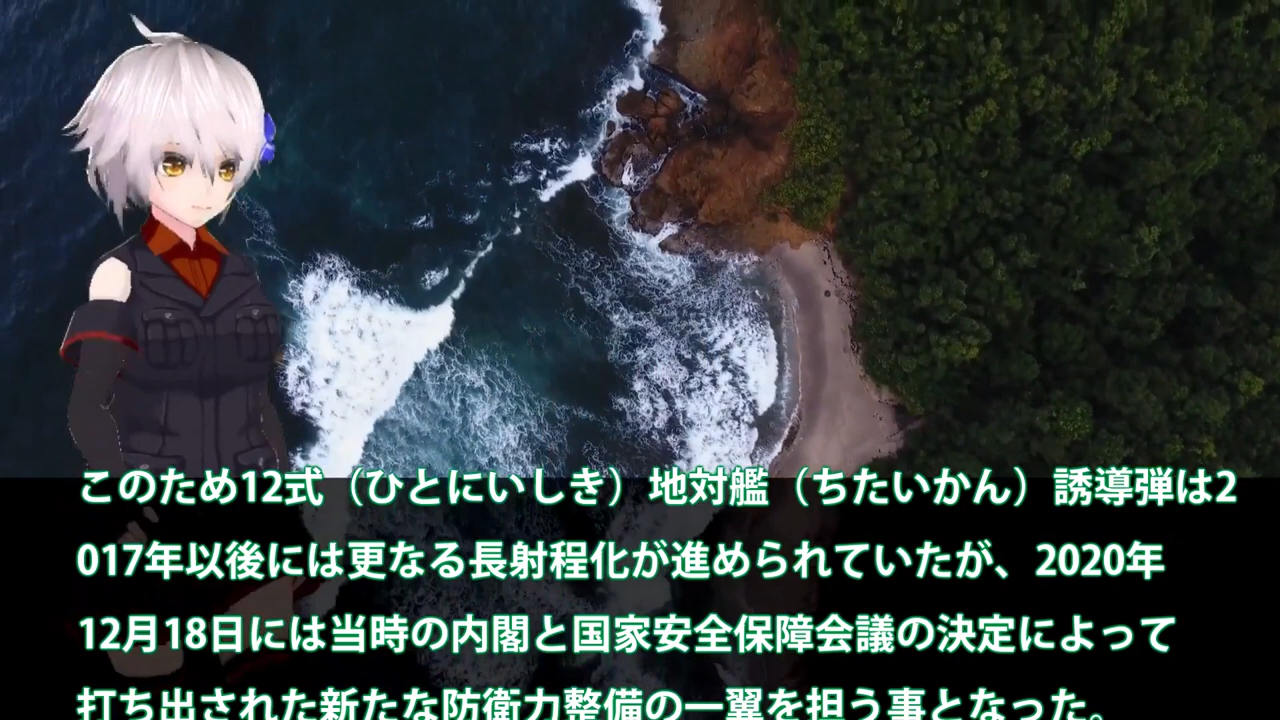 このため12式（ひとにいしき）地対艦（ちたいかん）誘導弾は2
017年以後には更なる長射程化が進められていたが、2020年
12月18日には当時の内閣と国家安全保障会議の決定によって
打ち出された新たな防衛力整備の一翼を担う事となった。